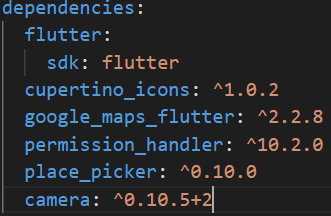 dependencies:
  flutter:
    sdk: flutter
  cupertino_icons: ^1.0.2
  google_maps_flutter: ^2.2.8
  permission_handler: ^10.2.0
  place_picker: ^0.10.0
  camera: ^0.10.5+2